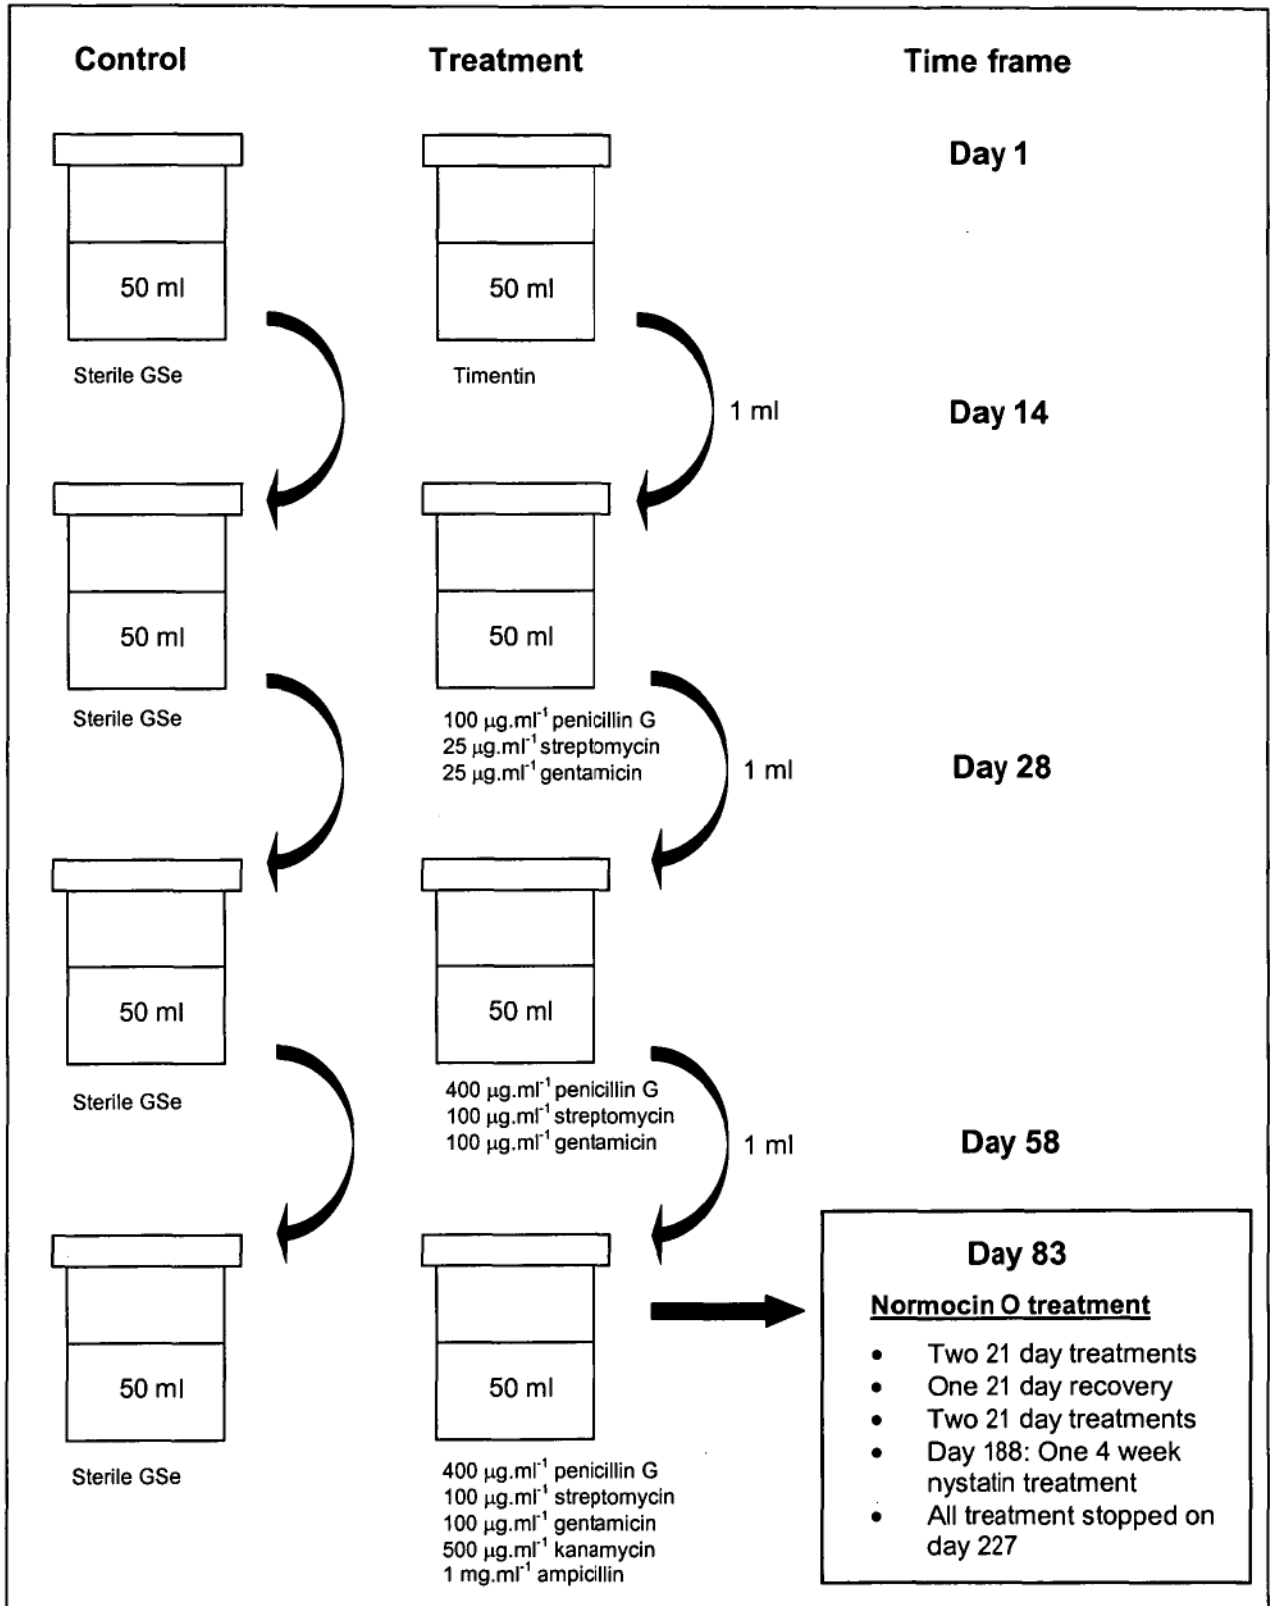 Control Treatment Time frame
Day 1
50 ml 50 ml
Sterile GSe Timentin
1 ml Day 14
50 ml 50 ml
Sterile GSe 100 µg.ml⁻¹ penicillin G
25 µg.ml⁻¹ streptomycin
25 µg.ml⁻¹ gentamicin 1 ml Day 28
50 ml 50 ml
Sterile GSe 400 µg.ml⁻¹ penicillin G
100 µg.ml⁻¹ streptomycin
100 µg.ml⁻¹ gentamicin 1 ml Day 58
50 ml 50 ml
Sterile GSe 400 µg.ml⁻¹ penicillin G
100 µg.ml⁻¹ streptomycin
100 µg.ml⁻¹ gentamicin
500 µg.ml⁻¹ kanamycin
1 mg.ml⁻¹ ampicillin
Day 83
Normocin O treatment
• Two 21 day treatments
• One 21 day recovery
• Two 21 day treatments
• Day 188: One 4 week
nystatin treatment
• All treatment stopped on
day 227